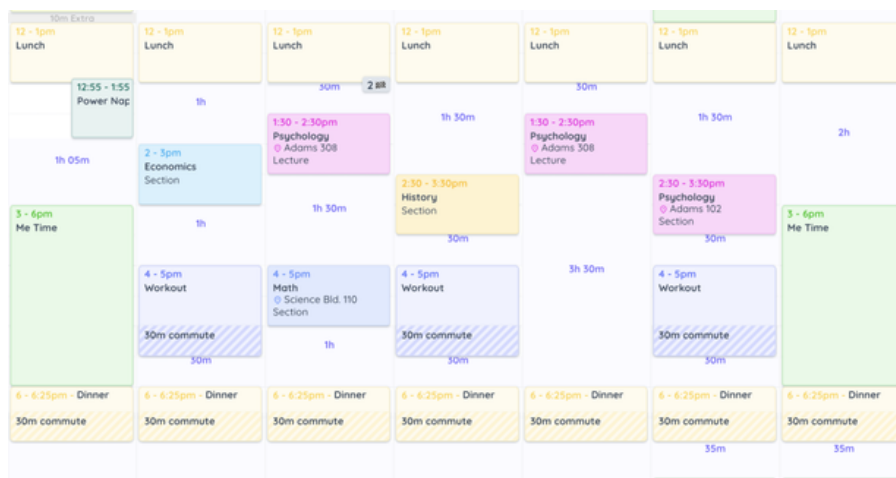 10m Extra
12 - 1pm
Lunch
12:55 - 1:55
Power Nap
1h 05m
3 - 6pm
Me Time
6 - 6:25pm - Dinner
30m commute
12 - 1pm
Lunch
1h
2 - 3pm
Economics
Section
1h
4 - 5pm
Workout
30m commute
30m
6 - 6:25pm - Dinner
30m commute
12 - 1pm
Lunch
30m
2
1:30 - 2:30pm
Psychology
Adams 308
Lecture
1h 30m
4 - 5pm
Math
Science Bld. 110
Section
1h
6 - 6:25pm - Dinner
30m commute
12 - 1pm
Lunch
1h 30m
2:30 - 3:30pm
History
Section
30m
4 - 5pm
Workout
30m commute
30m
6 - 6:25pm - Dinner
30m commute
12 - 1pm
Lunch
30m
1:30 - 2:30pm
Psychology
Adams 308
Lecture
3h 30m
6 - 6:25pm - Dinner
30m commute
12 - 1pm
Lunch
1h 30m
2:30 - 3:30pm
Psychology
Adams 102
Section
30m
4 - 5pm
Workout
30m commute
30m
6 - 6:25pm - Dinner
30m commute
35m
12 - 1pm
Lunch
2h
3 - 6pm
Me Time
6 - 6:25pm - Dinner
30m commute
35m